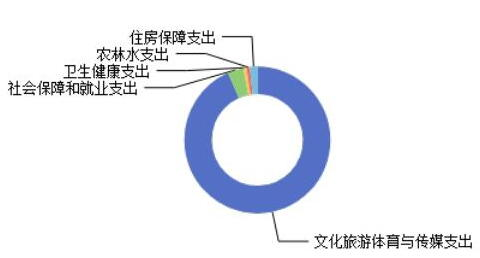 住房保障支出
农林水支出
卫生健康支出
社会保障和就业支出
文化旅游体育与传媒支出